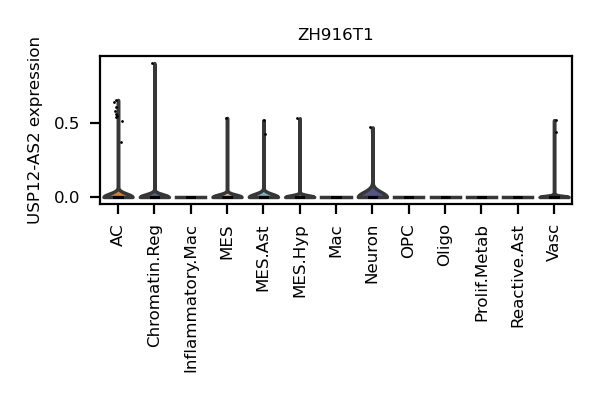 ZH916T1
USP12-AS2 expression
0.5
0.0
AC
Chromatin.Reg
Inflammatory.Mac
MES
MES.Ast
MES.Hyp
Mac
Neuron
OPC
Oligo
Prolif.Metab
Reactive.Ast
Vasc